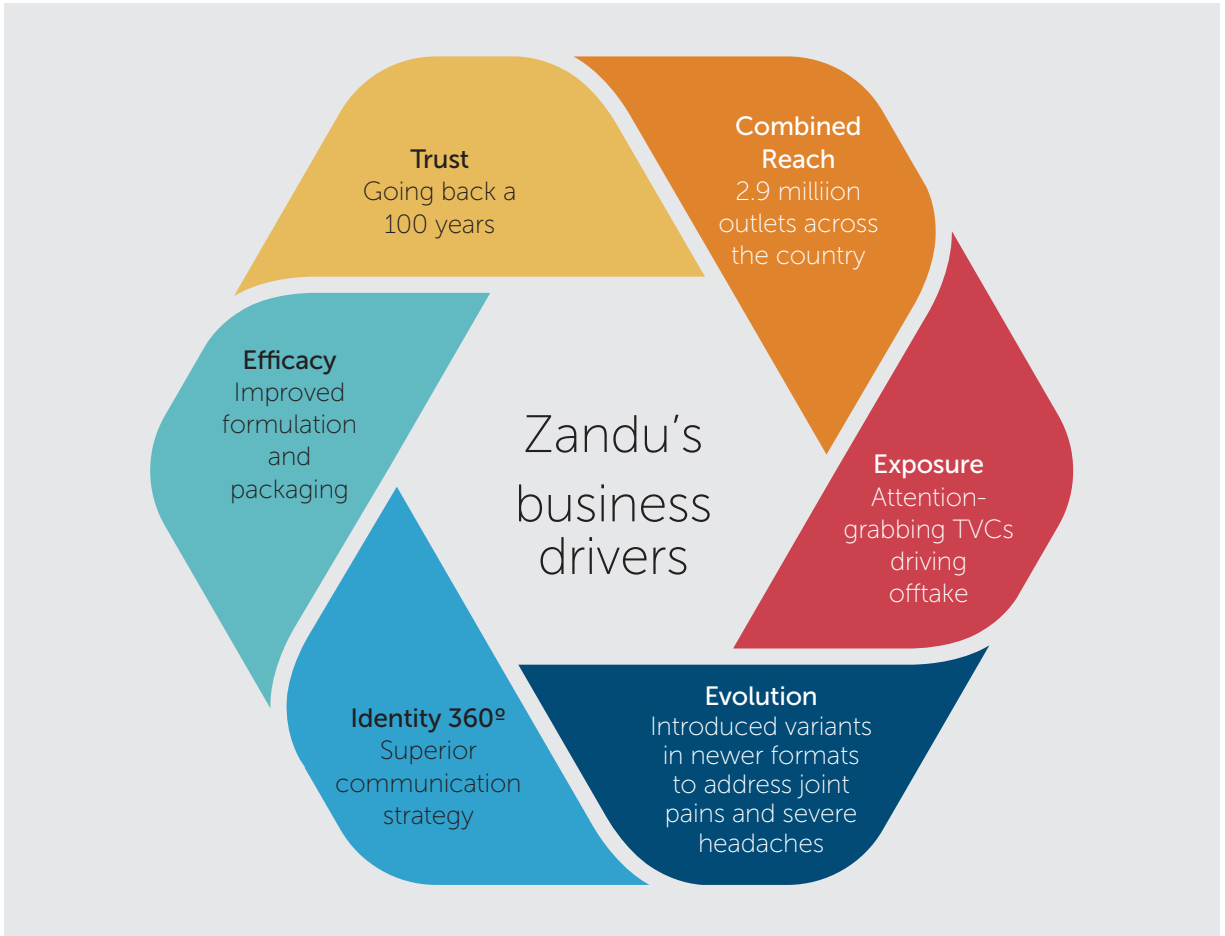 Trust
Going back a
100 years
Combined
Reach
2.9 milliion
outlets across
the country
Exposure
Attention-
grabbing TVCs
driving
offtake
Evolution
Introduced variants
in newer formats
to address joint
pains and severe
headaches
Identity 360º
Superior
communication
strategy
Efficacy
Improved
formulation
and
packaging
Zandu’s
business
drivers